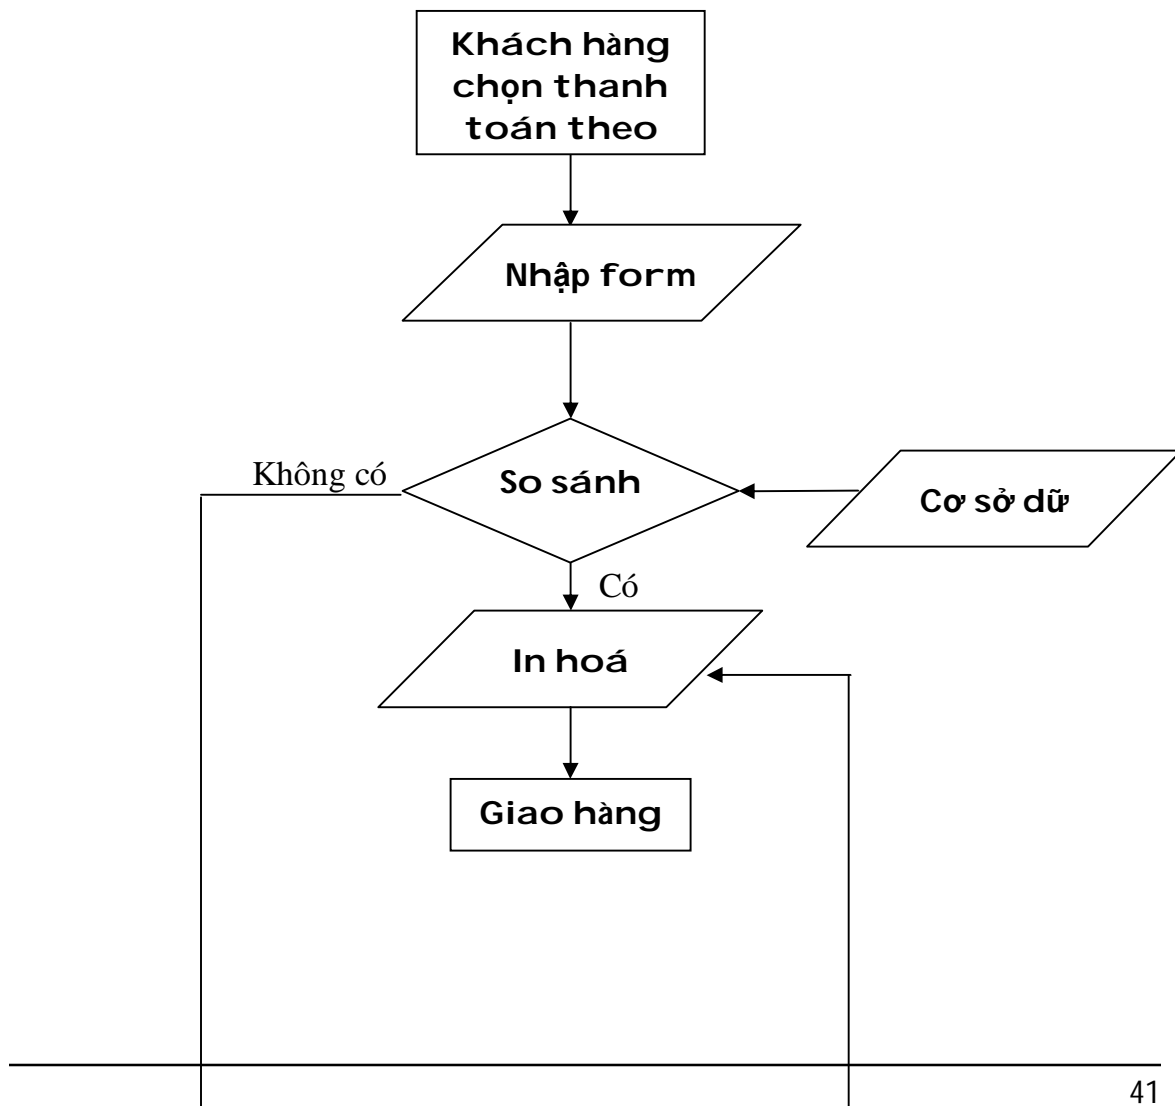 Khách hàng
chọn thanh
toán theo
Nhập form
Không có
So sánh
Cơ sở dữ
Có
In hoá
Giao hàng
41